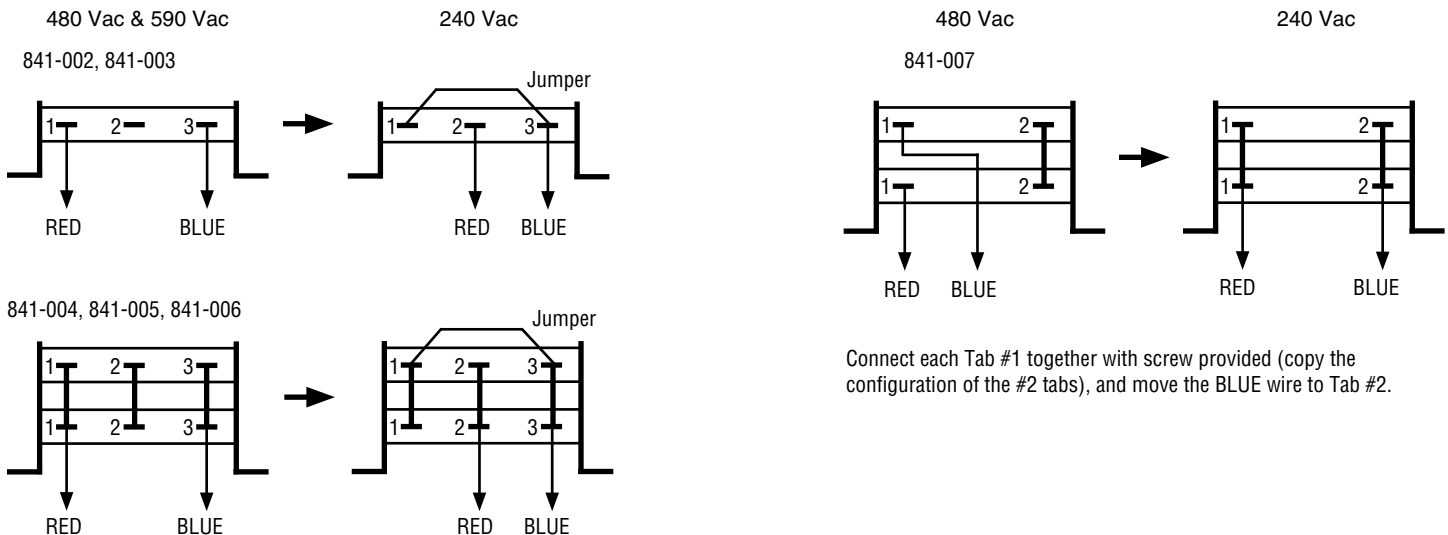 480 Vac & 590 Vac
240 Vac
841-002, 841-003
Jumper
1 2 3
1 2 3
RED BLUE
RED BLUE
841-004, 841-005, 841-006
Jumper
1 2 3
1 2 3
1 2 3
1 2 3
RED BLUE
RED BLUE
480 Vac
240 Vac
841-007
1 2
1 2
1 2
1 2
RED BLUE
RED BLUE
Connect each Tab #1 together with screw provided (copy the
configuration of the #2 tabs), and move the BLUE wire to Tab #2.